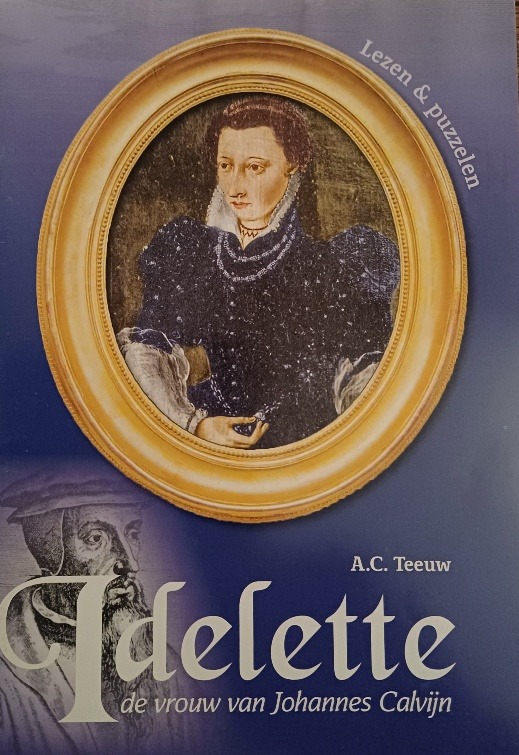 Lezen & puzzelen
A.C. Teeuw
Idelette
de vrouw van Johannes Calvijn